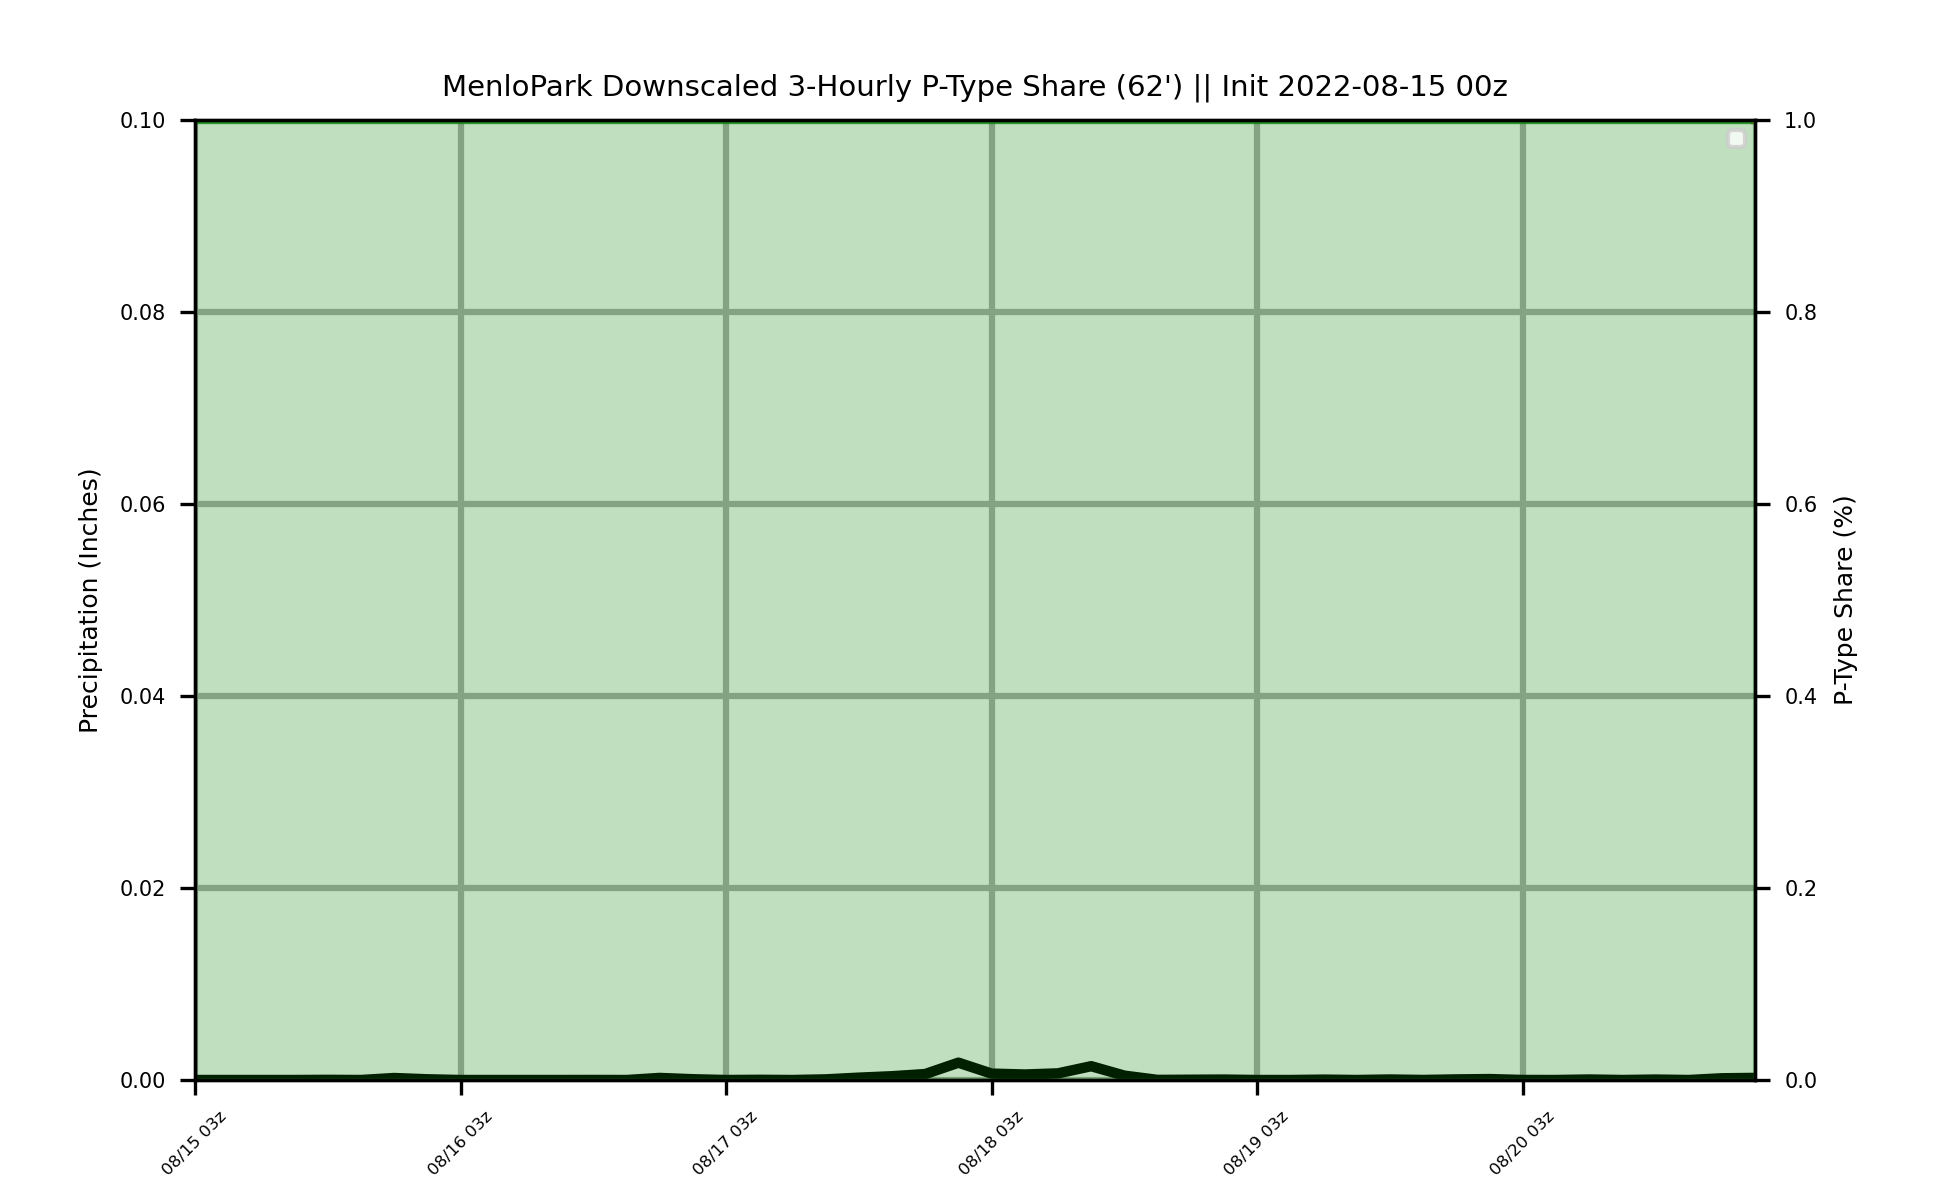 MenloPark Downscaled 3-Hourly P-Type Share (62') || Init 2022-08-15 00z
0.10
0.08
0.06
0.04
0.02
0.00
Precipitation (Inches)
1.0
0.8
0.6
0.4
0.2
0.0
P-Type Share (%)
08/15 03z
08/16 03z
08/17 03z
08/18 03z
08/19 03z
08/20 03z